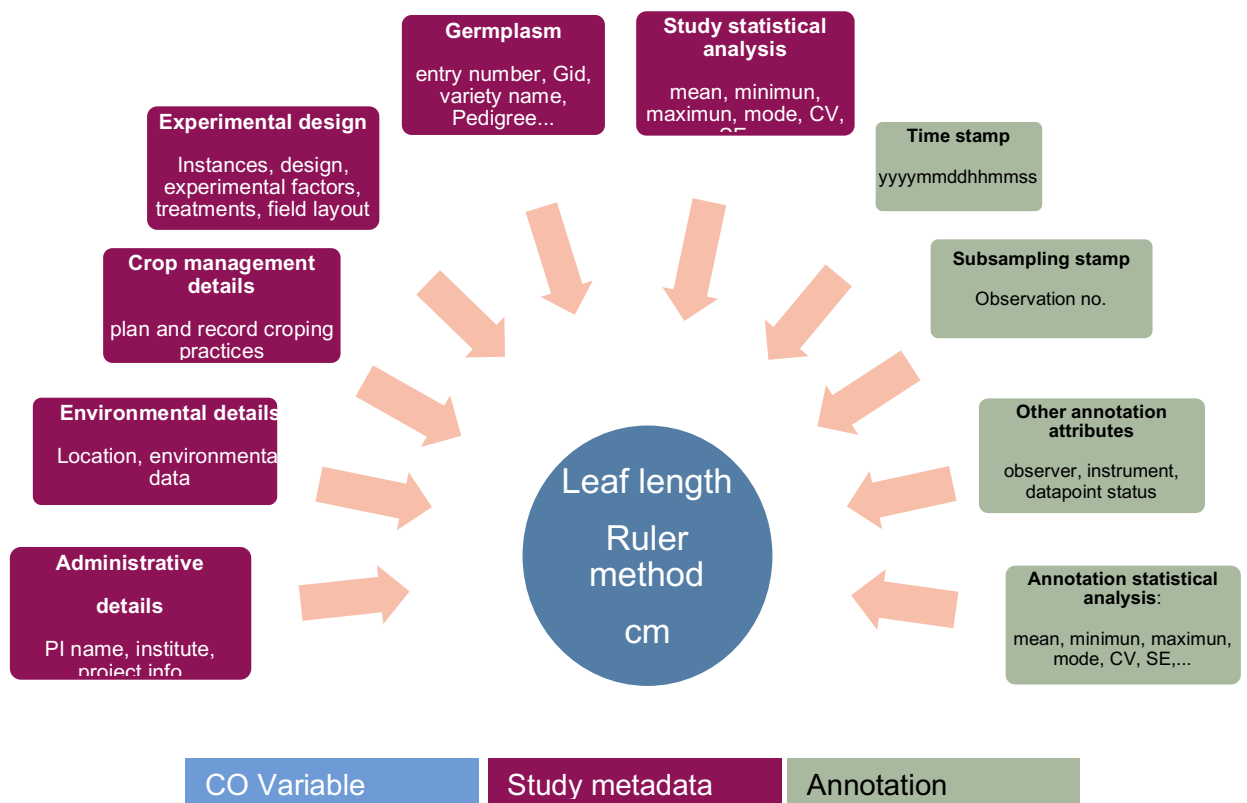 Germplasm
entry number, Gid,
variety name,
Pedigree...
Study statistical
analysis
mean, minimun,
maximun, mode, CV,
SE
Experimental design
Instances, design,
experimental factors,
treatments, field layout
Time stamp
yyyymmddhhmmss
Crop management
details
plan and record croping
practices
Subsampling stamp
Observation no.
Environmental details
Location, environmenta
data
Other annotation
attributes
observer, instrument,
datapoint status
Administrative
details
PI name, institute,
project info
Annotation statistical
analysis:
mean, minimun, maximun,
mode, CV, SE,...
Leaf length
Ruler
method
cm
CO Variable
Study metadata
Annotation